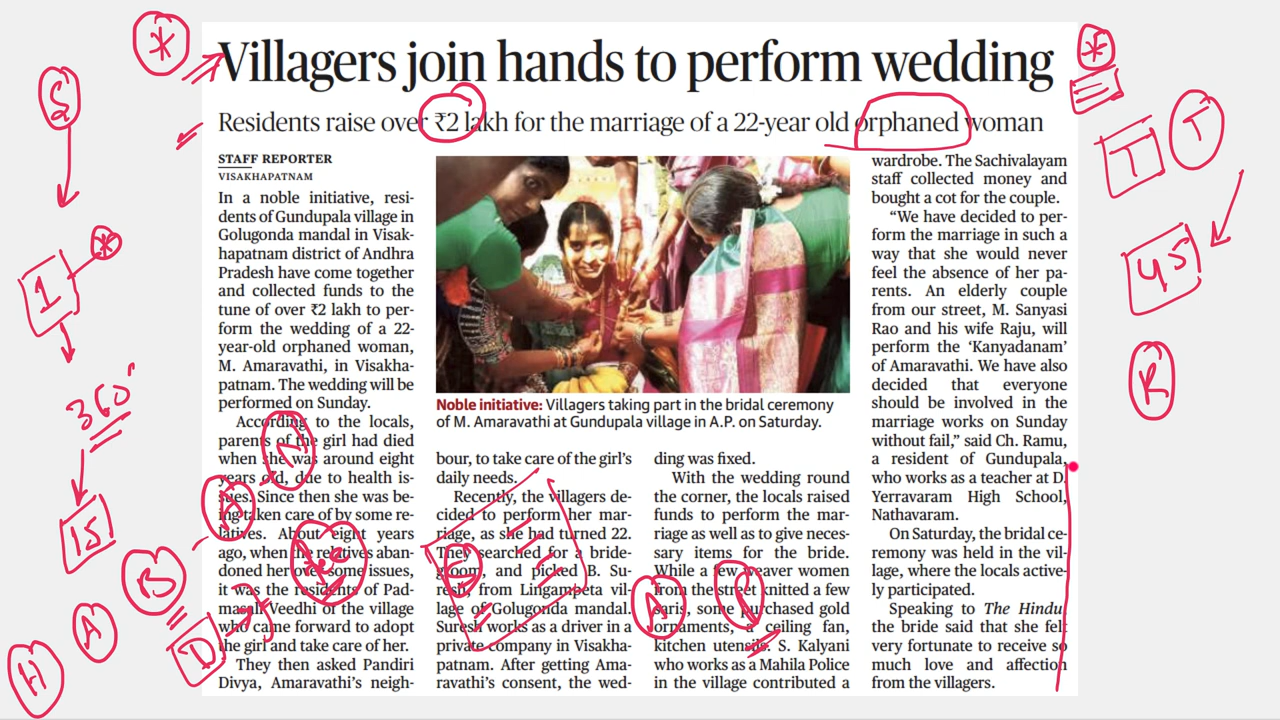 Villagers join hands to perform wedding
Residents raise over ₹2 lakh for the marriage of a 22-year old orphaned woman
STAFF REPORTER
VISAKHAPATNAM
In a noble initiative, resi-
dents of Gundupala village in
Golugonda mandal in Visak-
hapatnam district of Andhra
Pradesh have come together
and collected funds to the
tune of over ₹2 lakh to per-
form the wedding of a 22-
year-old orphaned woman,
M. Amaravathi, in Visakha-
patnam. The wedding will be
performed on Sunday.
According to the locals,
parents of the girl had died
when she was around eight
years old, due to health is-
sues. Since then she was be-
ing taken care of by some re-
latives. About eight years
ago, when the relatives aban-
doned her over some issues,
it was the residents of Pad-
masali Veedhi of the village
who came forward to adopt
the girl and take care of her.
They then asked Pandiri
Divya, Amaravathi's neigh-
Noble initiative: Villagers taking part in the bridal ceremony
of M. Amaravathi at Gundupala village in A.P. on Saturday.
bour, to take care of the girl's
daily needs.
Recently, the villagers de-
cided to perform her mar-
riage, as she had turned 22.
They searched for a bride-
groom, and picked B. Su-
resh, from Lingampeta vil-
lage of Golugonda mandal.
Suresh works as a driver in a
private company in Visakha-
patnam. After getting Ama-
ravathi's consent, the wed-
ding was fixed.
With the wedding round
the corner, the locals raised
funds to perform the mar-
riage as well as to give neces-
sary items for the bride.
While a few weaver women
from the street knitted a few
saris, some purchased gold
ornaments, a ceiling fan,
kitchen utensils. S. Kalyani
who works as a Mahila Police
in the village contributed a
wardrobe. The Sachivalayam
staff collected money and
bought a cot for the couple.
"We have decided to per-
form the marriage in such a
way that she would never
feel the absence of her pa-
rents. An elderly couple
from our street, M. Sanyasi
Rao and his wife Raju, will
perform the 'Kanyadanam'
of Amaravathi. We have also
decided that everyone
should be involved in the
marriage works on Sunday
without fail," said Ch. Ramu,
a resident of Gundupala,
who works as a teacher at D.
Yerravaram High School,
Nathavaram.
On Saturday, the bridal ce-
remony was held in the vil-
lage, where the locals active-
ly participated.
Speaking to The Hindu,
the bride said that she felt
very fortunate to receive so
much love and affection
from the villagers.
1
360°
15
H
A
B
D
N
A
R
T
T
45
R